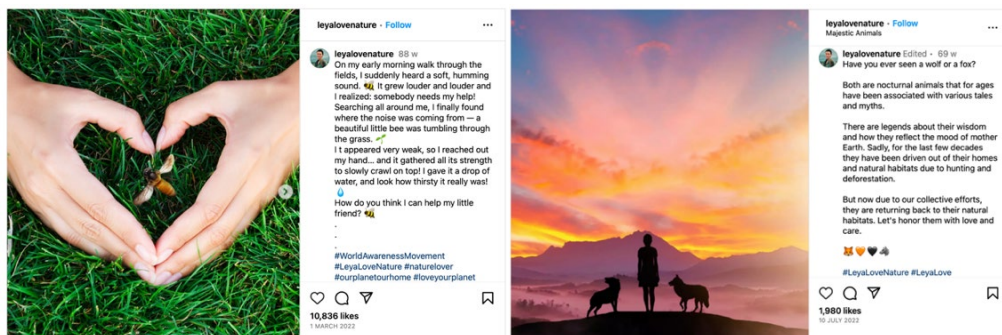 leyalovenature • Follow
leyalovenature 88 w
On my early morning walk through the
fields, I suddenly heard a soft, humming
sound. 🐝 It grew louder and louder and
I realized: somebody needs my help!
Searching all around me, I finally found
where the noise was coming from — a
beautiful little bee was tumbling through
the grass. 🌱
I t appeared very weak, so I reached out
my hand... and it gathered all its strength
to slowly crawl on top! I gave it a drop of
water, and look how thirsty it really was!
💧
How do you think I can help my little
friend? 🐝
.
.
.
#WorldAwarenessMovement
#LeyaLoveNature #naturelover
#ourplanetourhome #loveyourplanet
10,836 likes
1 MARCH 2022
leyalovenature • Follow
Majestic Animals
leyalovenature Edited • 69 w
Have you ever seen a wolf or a fox?
Both are nocturnal animals that for ages
have been associated with various tales
and myths.
There are legends about their wisdom
and how they reflect the mood of mother
Earth. Sadly, for the last few decades
they have been driven out of their homes
and natural habitats due to hunting and
deforestation.
But now due to our collective efforts,
they are returning back to their natural
habitats. Let's honor them with love and
care.
🦊🧡🖤🐺
#LeyaLoveNature #LeyaLove
1,980 likes
10 JULY 2022